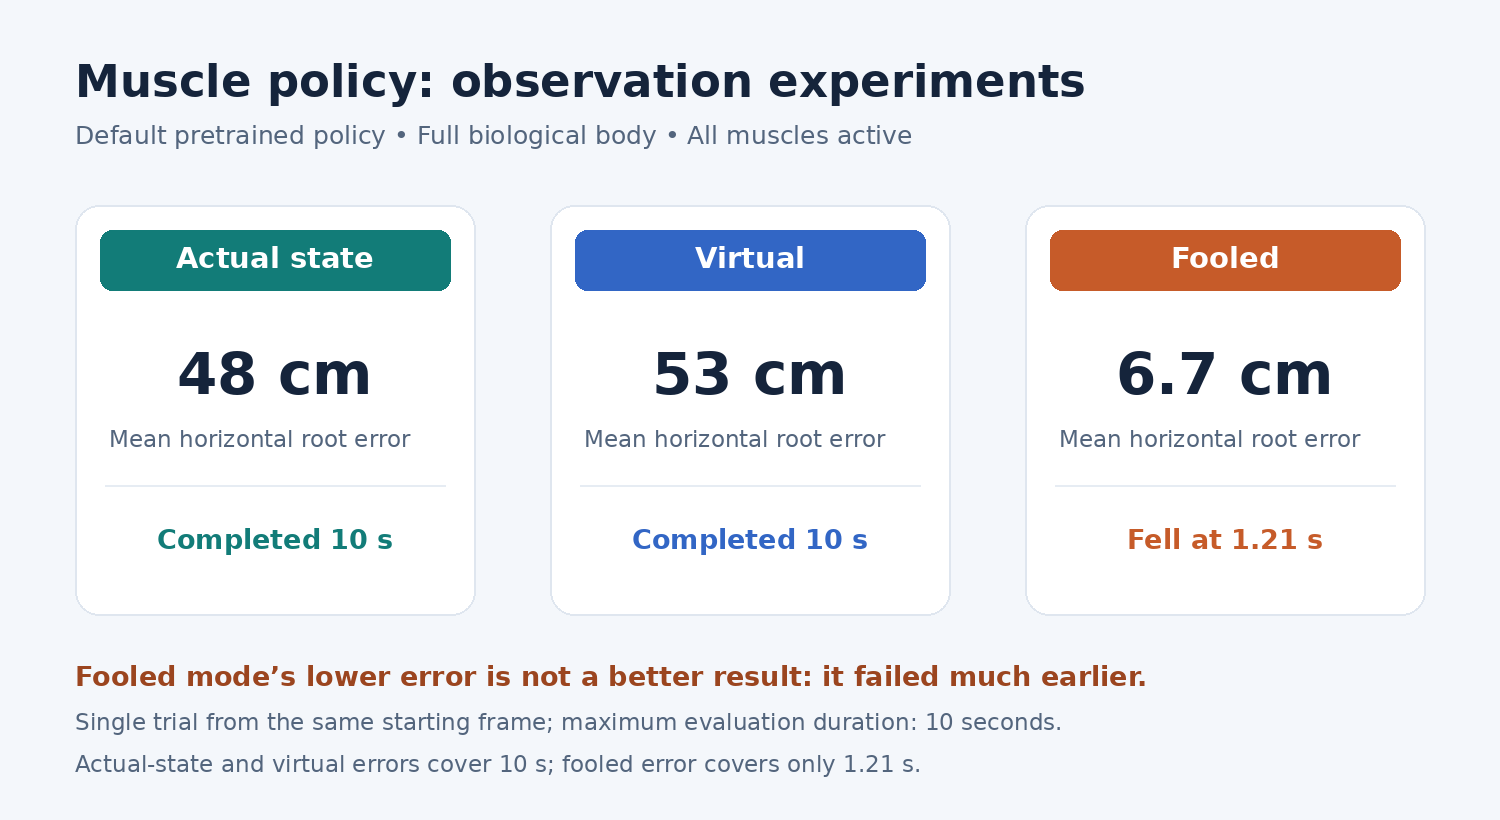 Muscle policy: observation experiments
Default pretrained policy • Full biological body • All muscles active
Actual state
48 cm
Mean horizontal root error
Completed 10 s
Virtual
53 cm
Mean horizontal root error
Completed 10 s
Fooled
6.7 cm
Mean horizontal root error
Fell at 1.21 s
Fooled mode’s lower error is not a better result: it failed much earlier.
Single trial from the same starting frame; maximum evaluation duration: 10 seconds.
Actual-state and virtual errors cover 10 s; fooled error covers only 1.21 s.